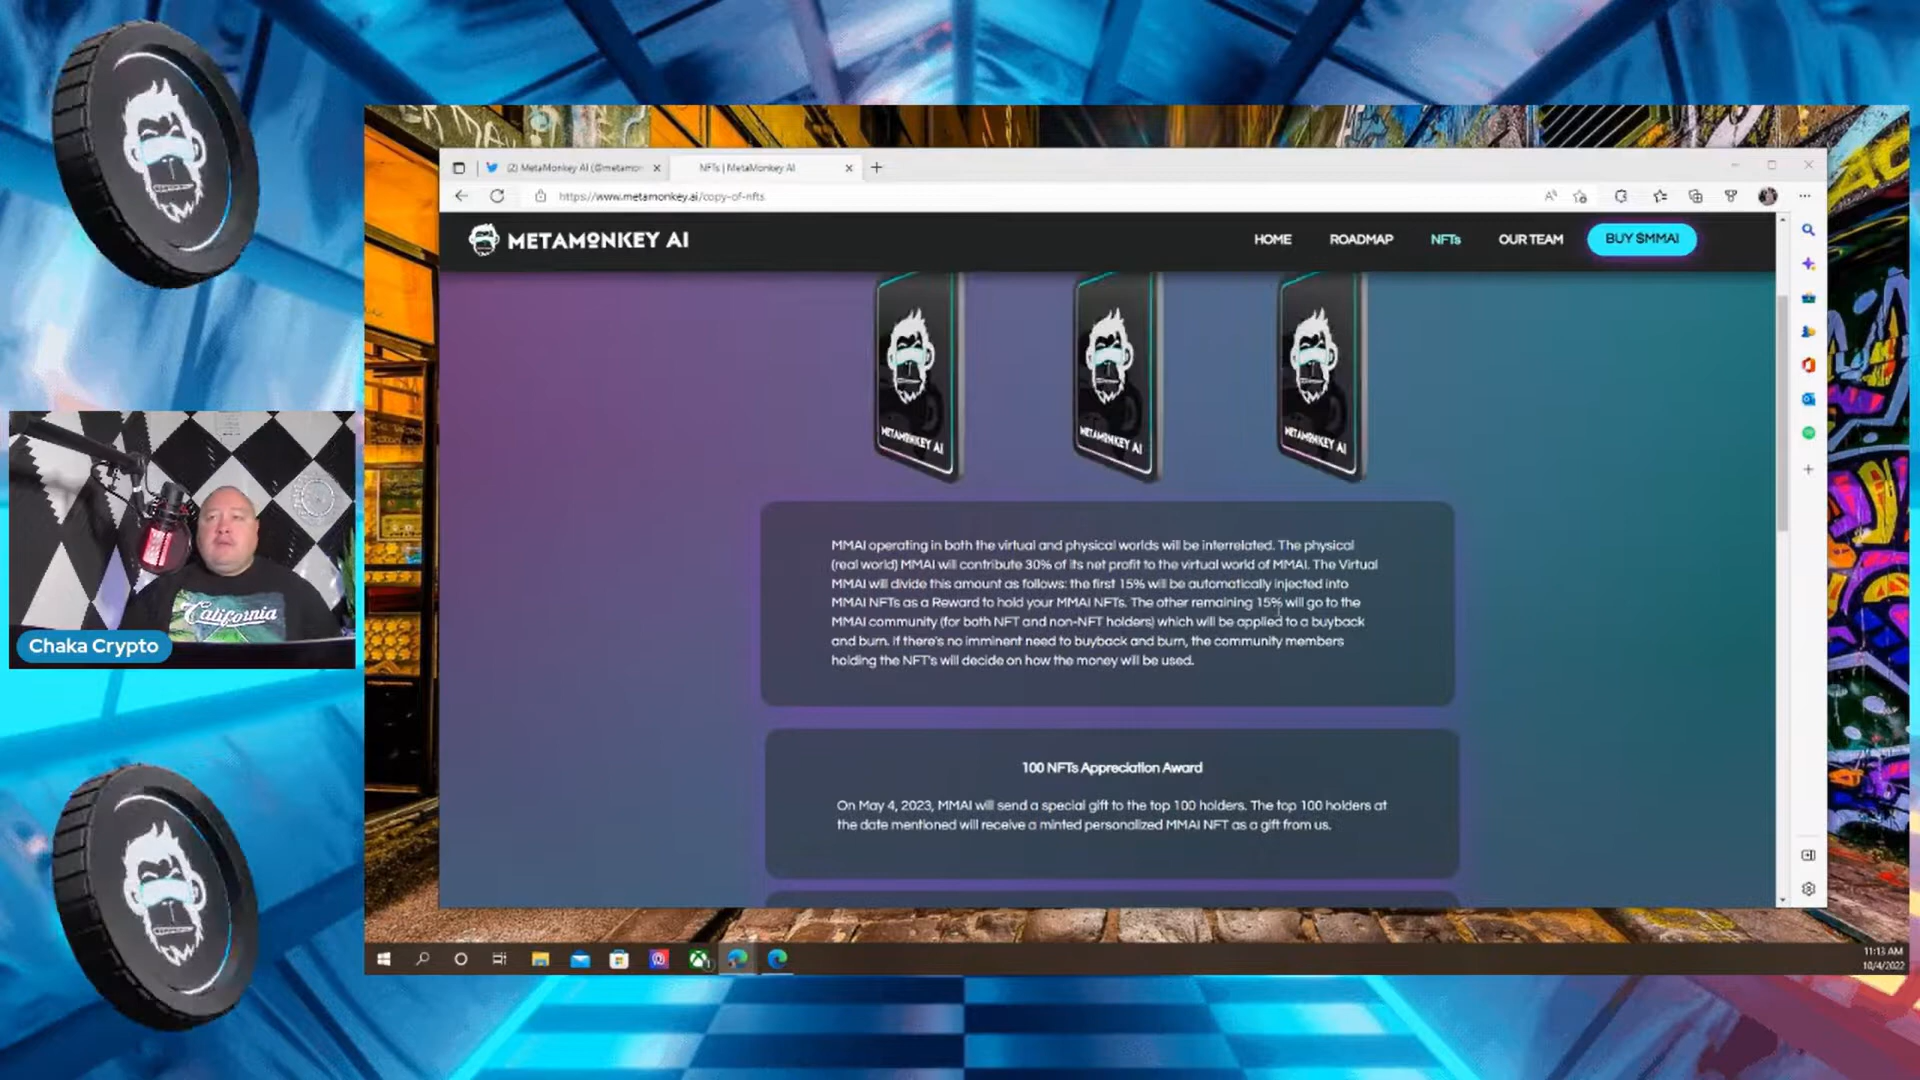 (2) MetaMonkey AI (@metamon
NFTs | MetaMonkey AI
https://www.metamonkey.ai/copy-of-nfts
METAMONKEY AI
HOME
ROADMAP
NFTs
OUR TEAM
BUY $MMAI
METAMONKEY AI
METAMONKEY AI
METAMONKEY AI
MMAI operating in both the virtual and physical worlds will be interrelated. The physical
(real world) MMAI will contribute 30% of its net profit to the virtual world of MMAI. The Virtual
MMAI will divide this amount as follows: the first 15% will be automatically injected into
MMAI NFTs as a Reward to hold your MMAI NFTs. The other remaining 15% will go to the
MMAI community (for both NFT and non-NFT holders) which will be applied to a buyback
and burn. If there's no imminent need to buyback and burn, the community members
holding the NFT's will decide on how the money will be used.
100 NFTs Appreciation Award
On May 4, 2023, MMAI will send a special gift to the top 100 holders. The top 100 holders at
the date mentioned will receive a minted personalized MMAI NFT as a gift from us.
California
Chaka Crypto
11:13 AM
10/4/2022